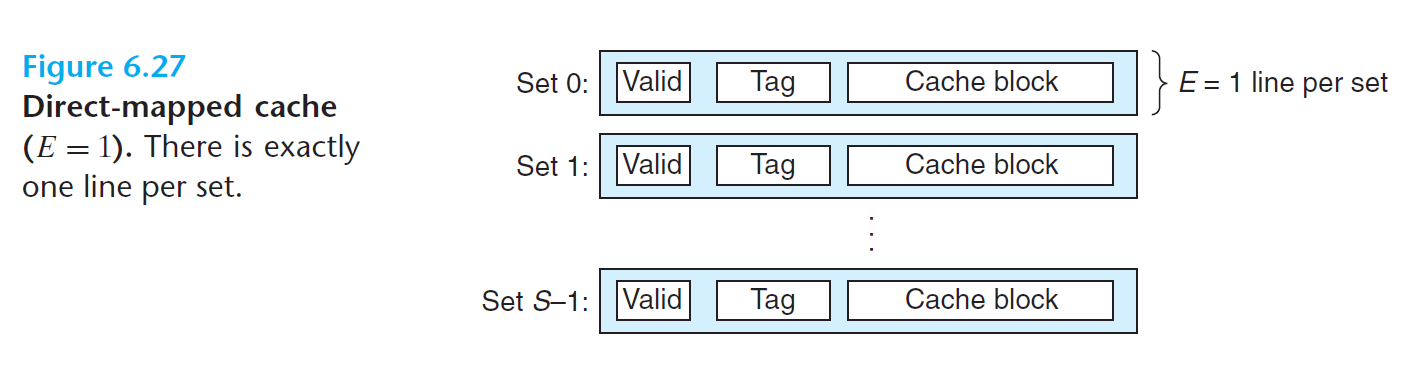 Figure 6.27
Direct-mapped cache
(E = 1). There is exactly
one line per set.
Set 0: Valid Tag Cache block E = 1 line per set
Set 1: Valid Tag Cache block
⋮
Set S–1: Valid Tag Cache block